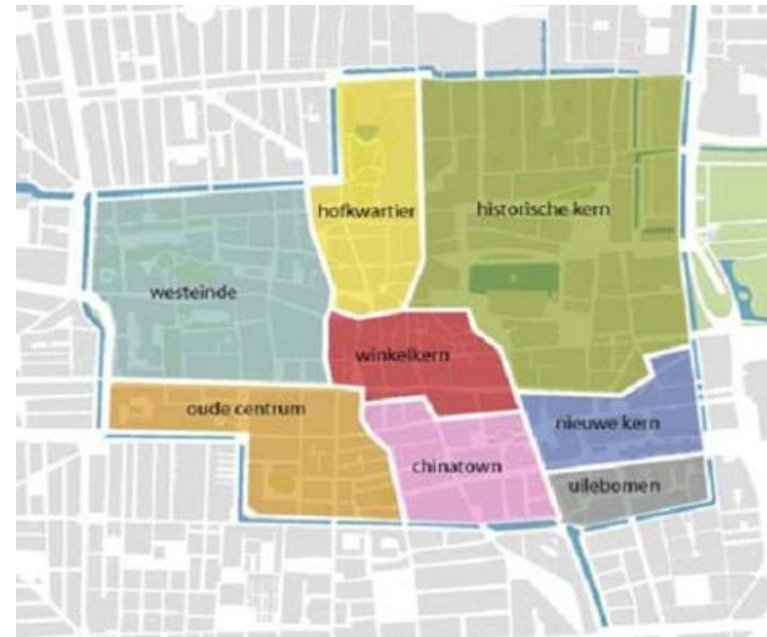 hofkwartier
historische kern
westeinde
winkelkern
oude centrum
nieuwe kern
chinatown
uilebomen